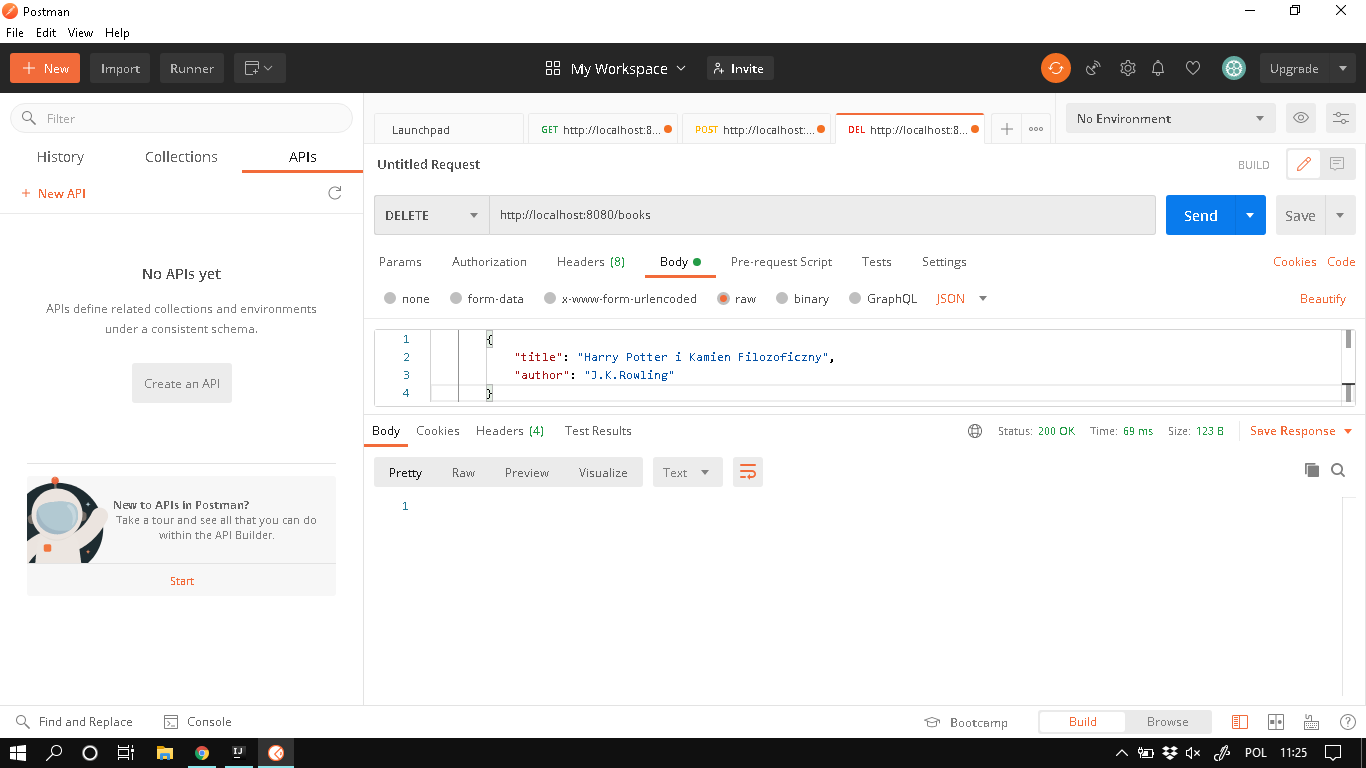 Postman
File Edit View Help
New Import Runner My Workspace Invite Upgrade
Filter
History Collections APIs
+ New API
No APIs yet
APIs define related collections and environments
under a consistent schema.
Create an API
New to APIs in Postman?
Take a tour and see all that you can do
within the API Builder.
Start
Launchpad GET http://localhost:8... POST http://localhost:... DEL http://localhost:8... No Environment
Untitled Request BUILD
DELETE http://localhost:8080/books Send Save
Params Authorization Headers (8) Body Pre-request Script Tests Settings Cookies Code
none form-data x-www-form-urlencoded raw binary GraphQL JSON Beautify
1 {
2 "title": "Harry Potter i Kamien Filozoficzny",
3 "author": "J.K.Rowling"
4 }
Body Cookies Headers (4) Test Results Status: 200 OK Time: 69 ms Size: 123 B Save Response
Pretty Raw Preview Visualize Text
1
Find and Replace Console Bootcamp Build Browse
IJ POL 11:25